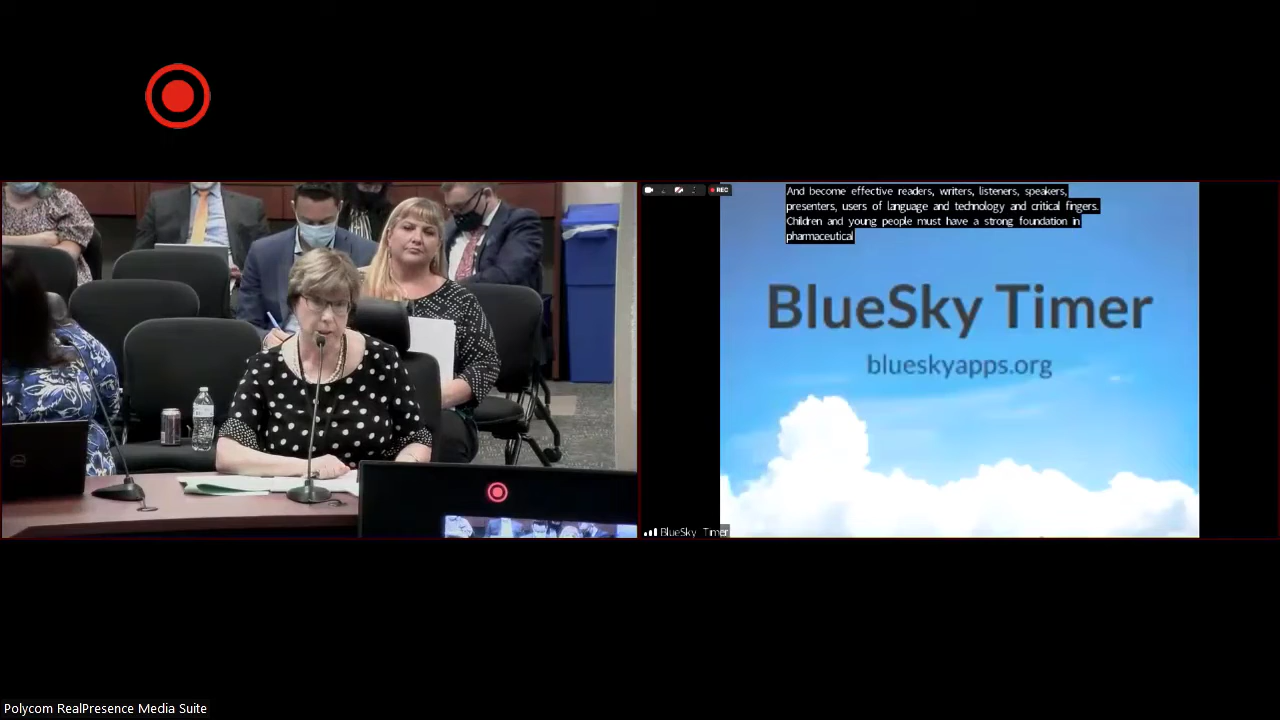 REC
And become effective readers, writers, listeners, speakers,
presenters, users of language and technology and critical fingers.
Children and young people must have a strong foundation in
pharmaceutical
BlueSky Timer
blueskyapps.org
BlueSky Timer
Polycom RealPresence Media Suite